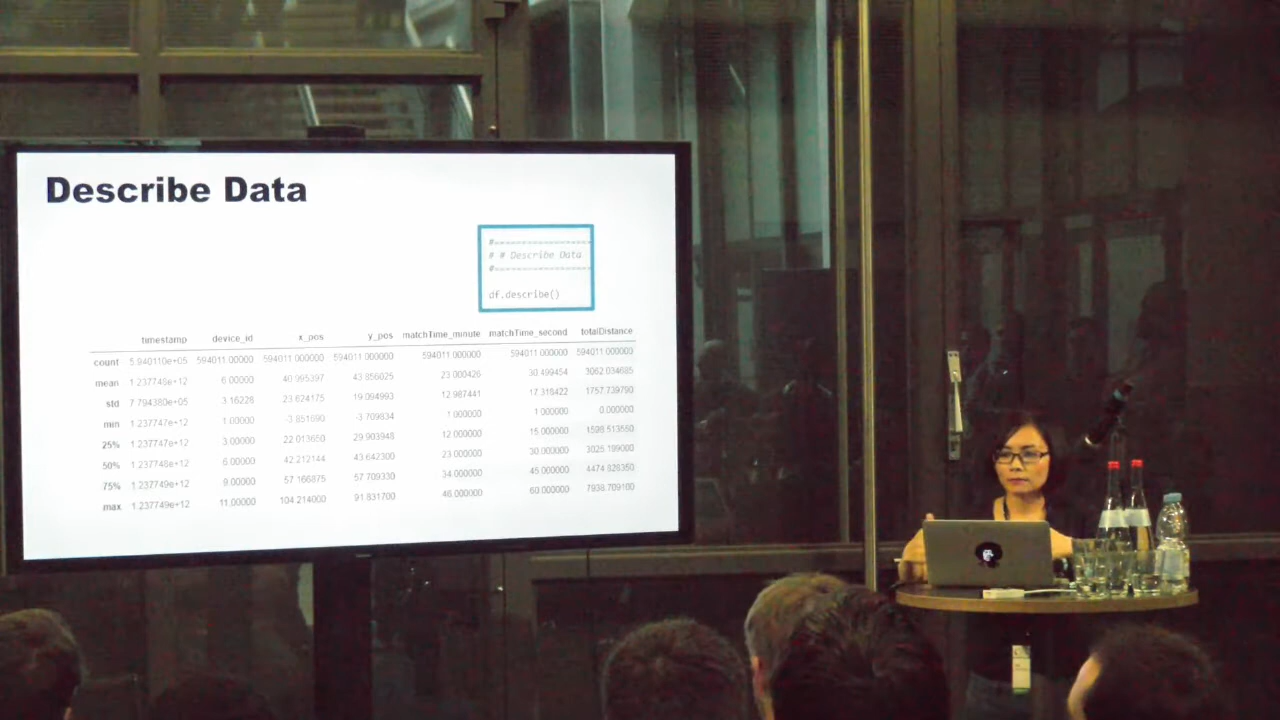 Describe Data
#=====================
# # Describe Data
#=====================
df.describe()
timestamp device_id x_pos y_pos matchTime_minute matchTime_second totalDistance
count 5.940110e+05 594011.00000 594011.000000 594011.000000 594011.000000 594011.000000 594011.000000
mean 1.237748e+12 6.00000 40.995397 43.856025 23.000426 30.499454 3062.034685
std 7.794380e+05 3.16228 23.624175 19.094993 12.987441 17.318422 1757.739790
min 1.237747e+12 1.00000 -3.851690 -3.709834 1.000000 1.000000 0.000000
25% 1.237747e+12 3.00000 22.013650 29.903948 12.000000 15.000000 1598.513550
50% 1.237748e+12 6.00000 42.212144 43.642300 23.000000 30.000000 3025.199000
75% 1.237749e+12 9.00000 57.166875 57.709330 34.000000 45.000000 4474.828350
max 1.237749e+12 11.00000 104.214000 91.831700 46.000000 60.000000 7938.709100